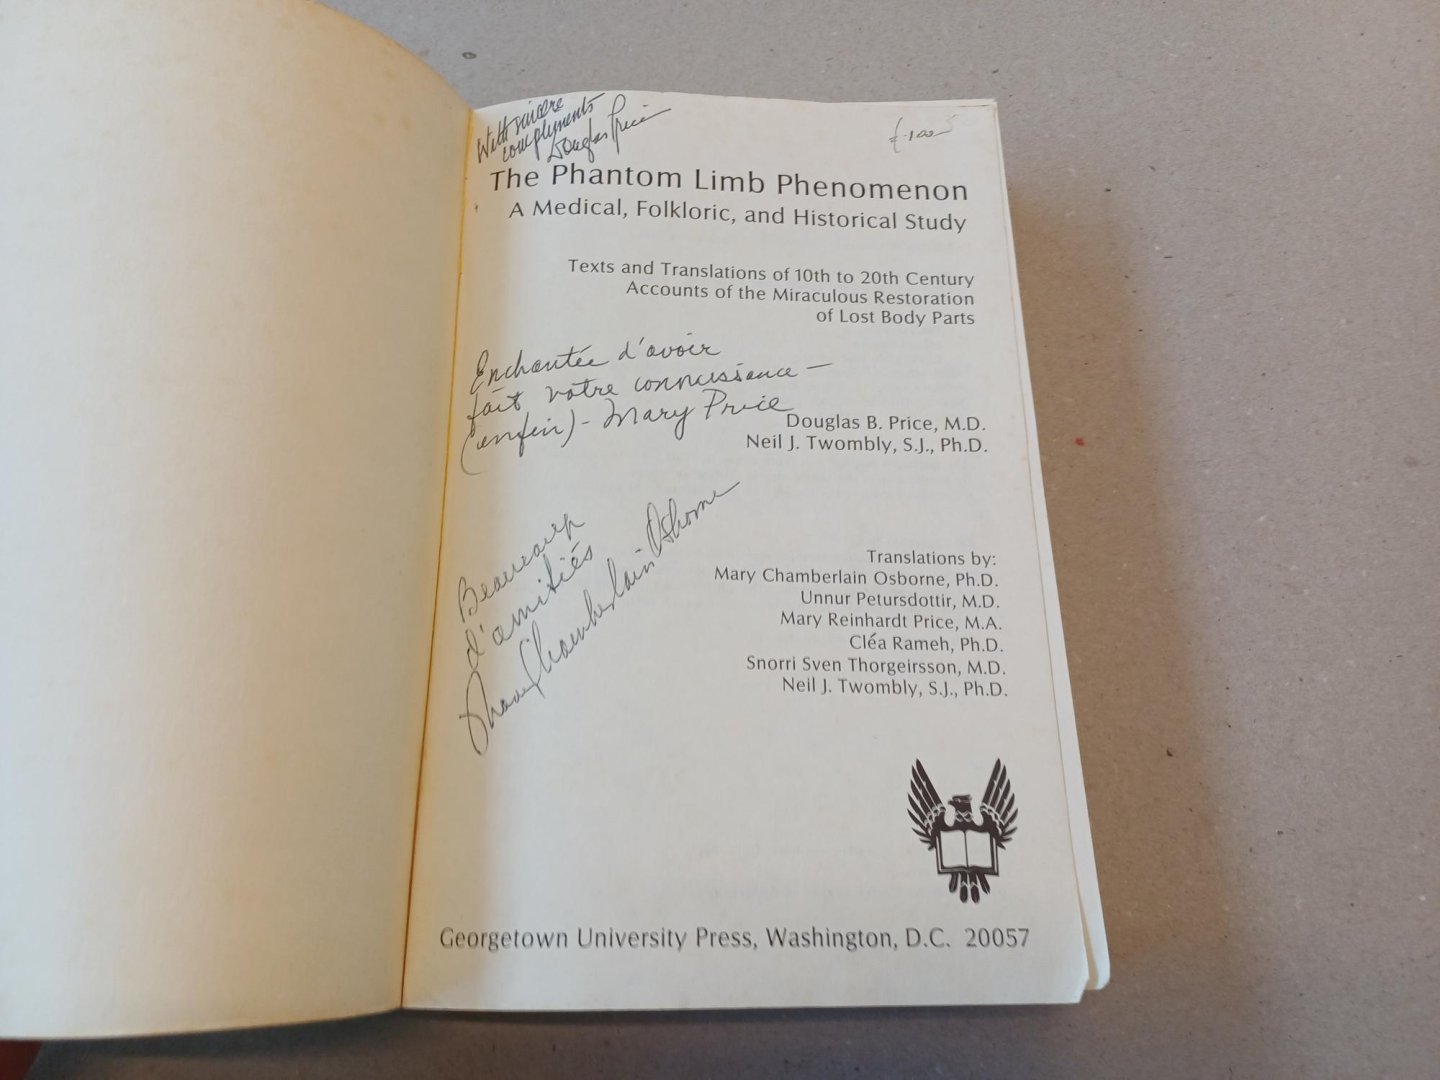 With sincere
compliments
Douglas Price
The Phantom Limb Phenomenon
A Medical, Folkloric, and Historical Study
Texts and Translations of 10th to 20th Century
Accounts of the Miraculous Restoration
of Lost Body Parts
Enchantée d'avoir
fait votre connaissance —
(enfin) - Mary Price
Douglas B. Price, M.D.
Neil J. Twombly, S.J., Ph.D.
Beaucoup
d'amitiés
Chamberlain Osborne
Translations by:
Mary Chamberlain Osborne, Ph.D.
Unnur Petursdottir, M.D.
Mary Reinhardt Price, M.A.
Cléa Rameh, Ph.D.
Snorri Sven Thorgeirsson, M.D.
Neil J. Twombly, S.J., Ph.D.
Georgetown University Press, Washington, D.C. 20057